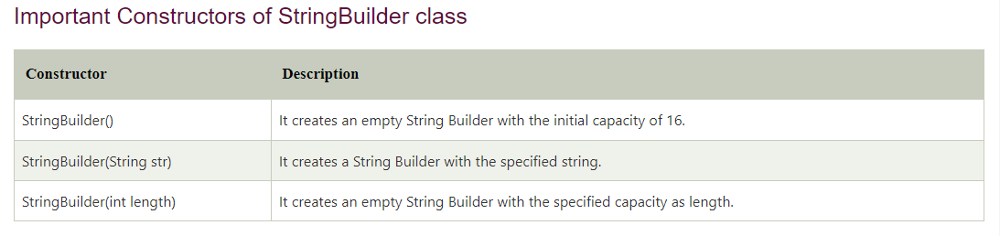 Important Constructors of StringBuilder class
Constructor Description
StringBuilder() It creates an empty String Builder with the initial capacity of 16.
StringBuilder(String str) It creates a String Builder with the specified string.
StringBuilder(int length) It creates an empty String Builder with the specified capacity as length.